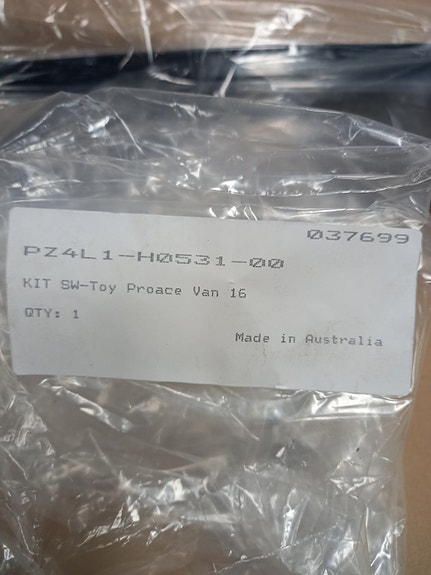 037699
PZ4L1-H0531-00
KIT SW-Toy Proace Van 16
QTY: 1
Made in Australia